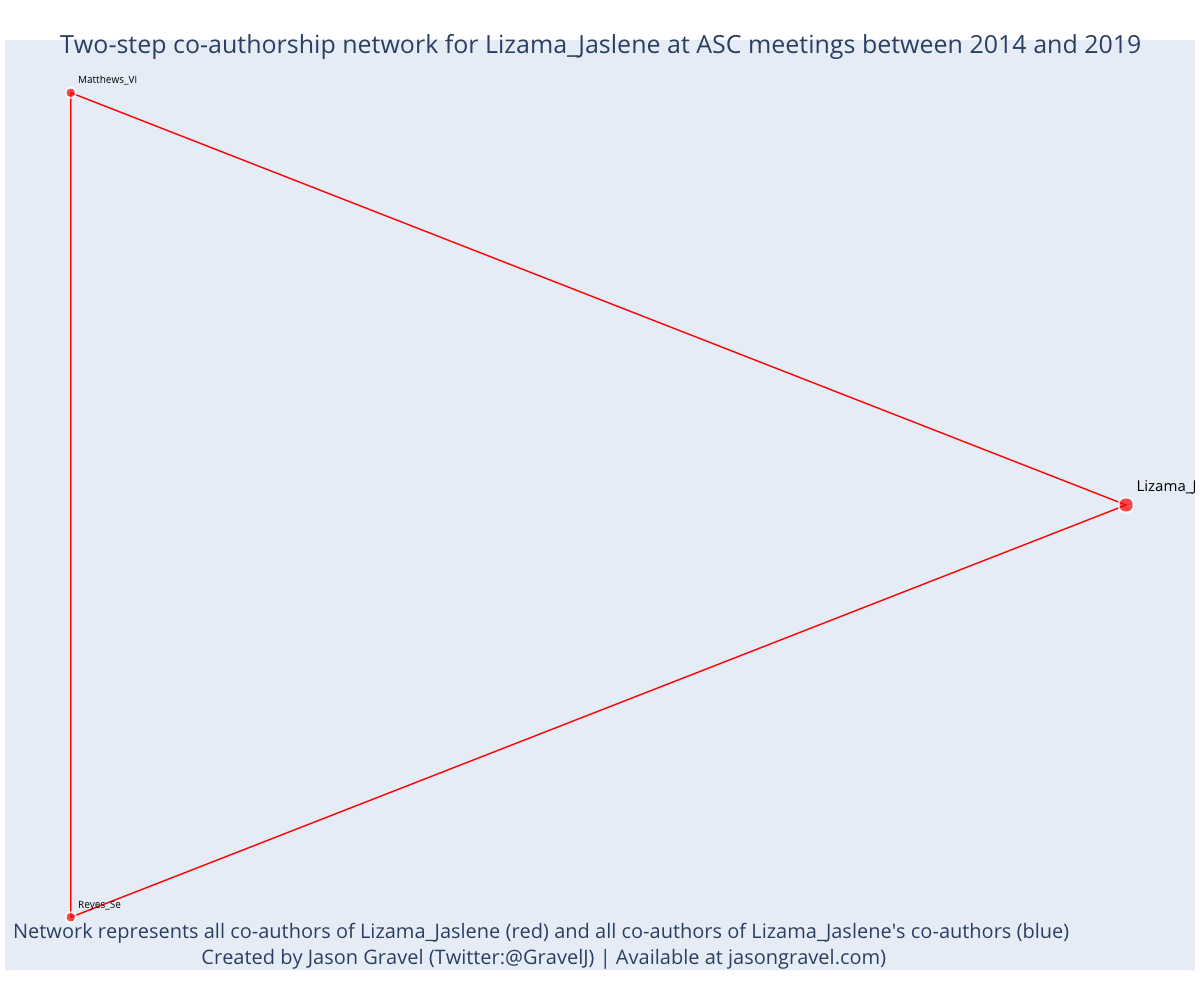 Two-step co-authorship network for Lizama_Jaslene at ASC meetings between 2014 and 2019
Matthews_Vi
Lizama_J
Reyes_Se
Network represents all co-authors of Lizama_Jaslene (red) and all co-authors of Lizama_Jaslene's co-authors (blue)
Created by Jason Gravel (Twitter:@GravelJ) | Available at jasongravel.com)